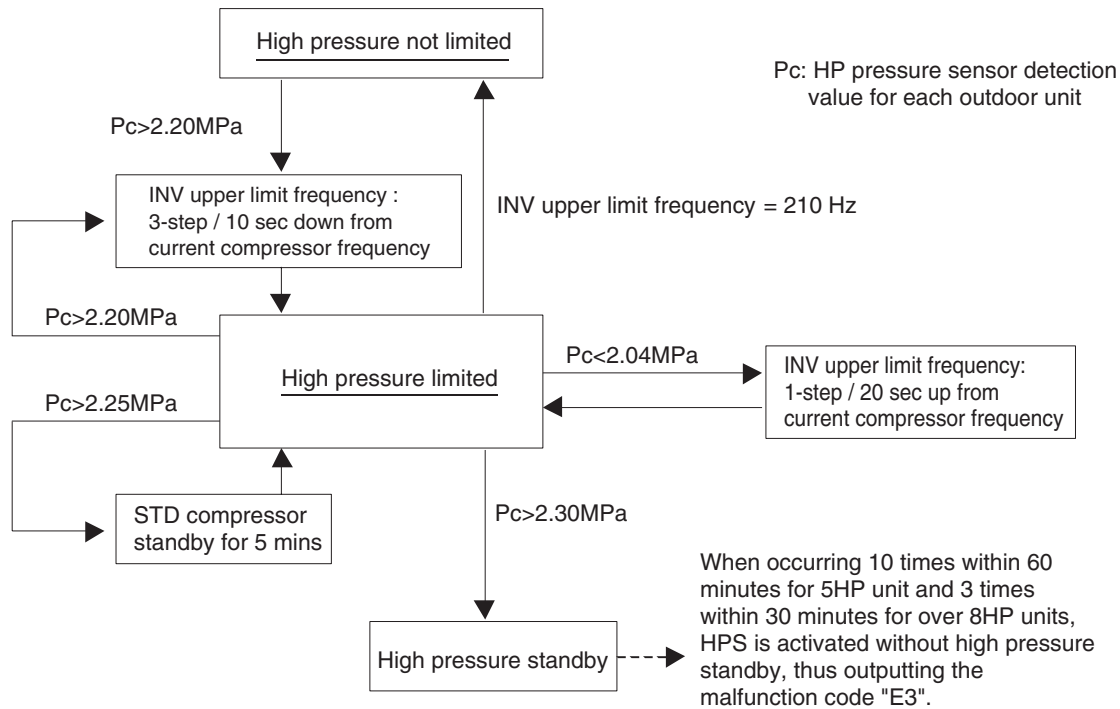 High pressure not limited
Pc: HP pressure sensor detection
value for each outdoor unit
Pc>2.20MPa
INV upper limit frequency :
3-step / 10 sec down from
current compressor frequency
INV upper limit frequency = 210 Hz
Pc>2.20MPa
High pressure limited
Pc<2.04MPa
INV upper limit frequency:
1-step / 20 sec up from
current compressor frequency
Pc>2.25MPa
STD compressor
standby for 5 mins
Pc>2.30MPa
High pressure standby
When occurring 10 times within 60
minutes for 5HP unit and 3 times
within 30 minutes for over 8HP units,
HPS is activated without high pressure
standby, thus outputting the
malfunction code "E3".